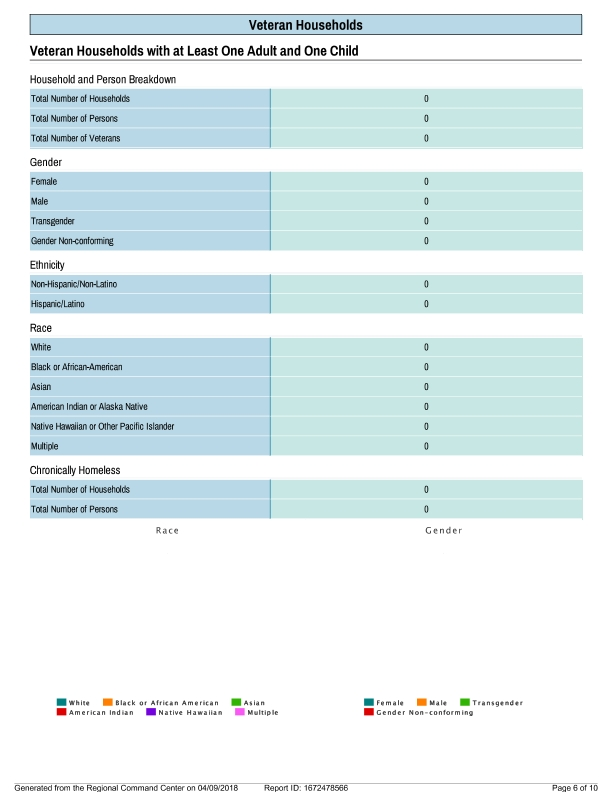 Veteran Households
Veteran Households with at Least One Adult and One Child
Household and Person Breakdown
Total Number of Households 0
Total Number of Persons 0
Total Number of Veterans 0
Gender
Female 0
Male 0
Transgender 0
Gender Non-conforming 0
Ethnicity
Non-Hispanic/Non-Latino 0
Hispanic/Latino 0
Race
White 0
Black or African-American 0
Asian 0
American Indian or Alaska Native 0
Native Hawaiian or Other Pacific Islander 0
Multiple 0
Chronically Homeless
Total Number of Households 0
Total Number of Persons 0
Race Gender
White Black or African American Asian Female Male Transgender
American Indian Native Hawaiian Multiple Gender Non-conforming
Generated from the Regional Command Center on 04/09/2018 Report ID: 1672478566 Page 6 of 10